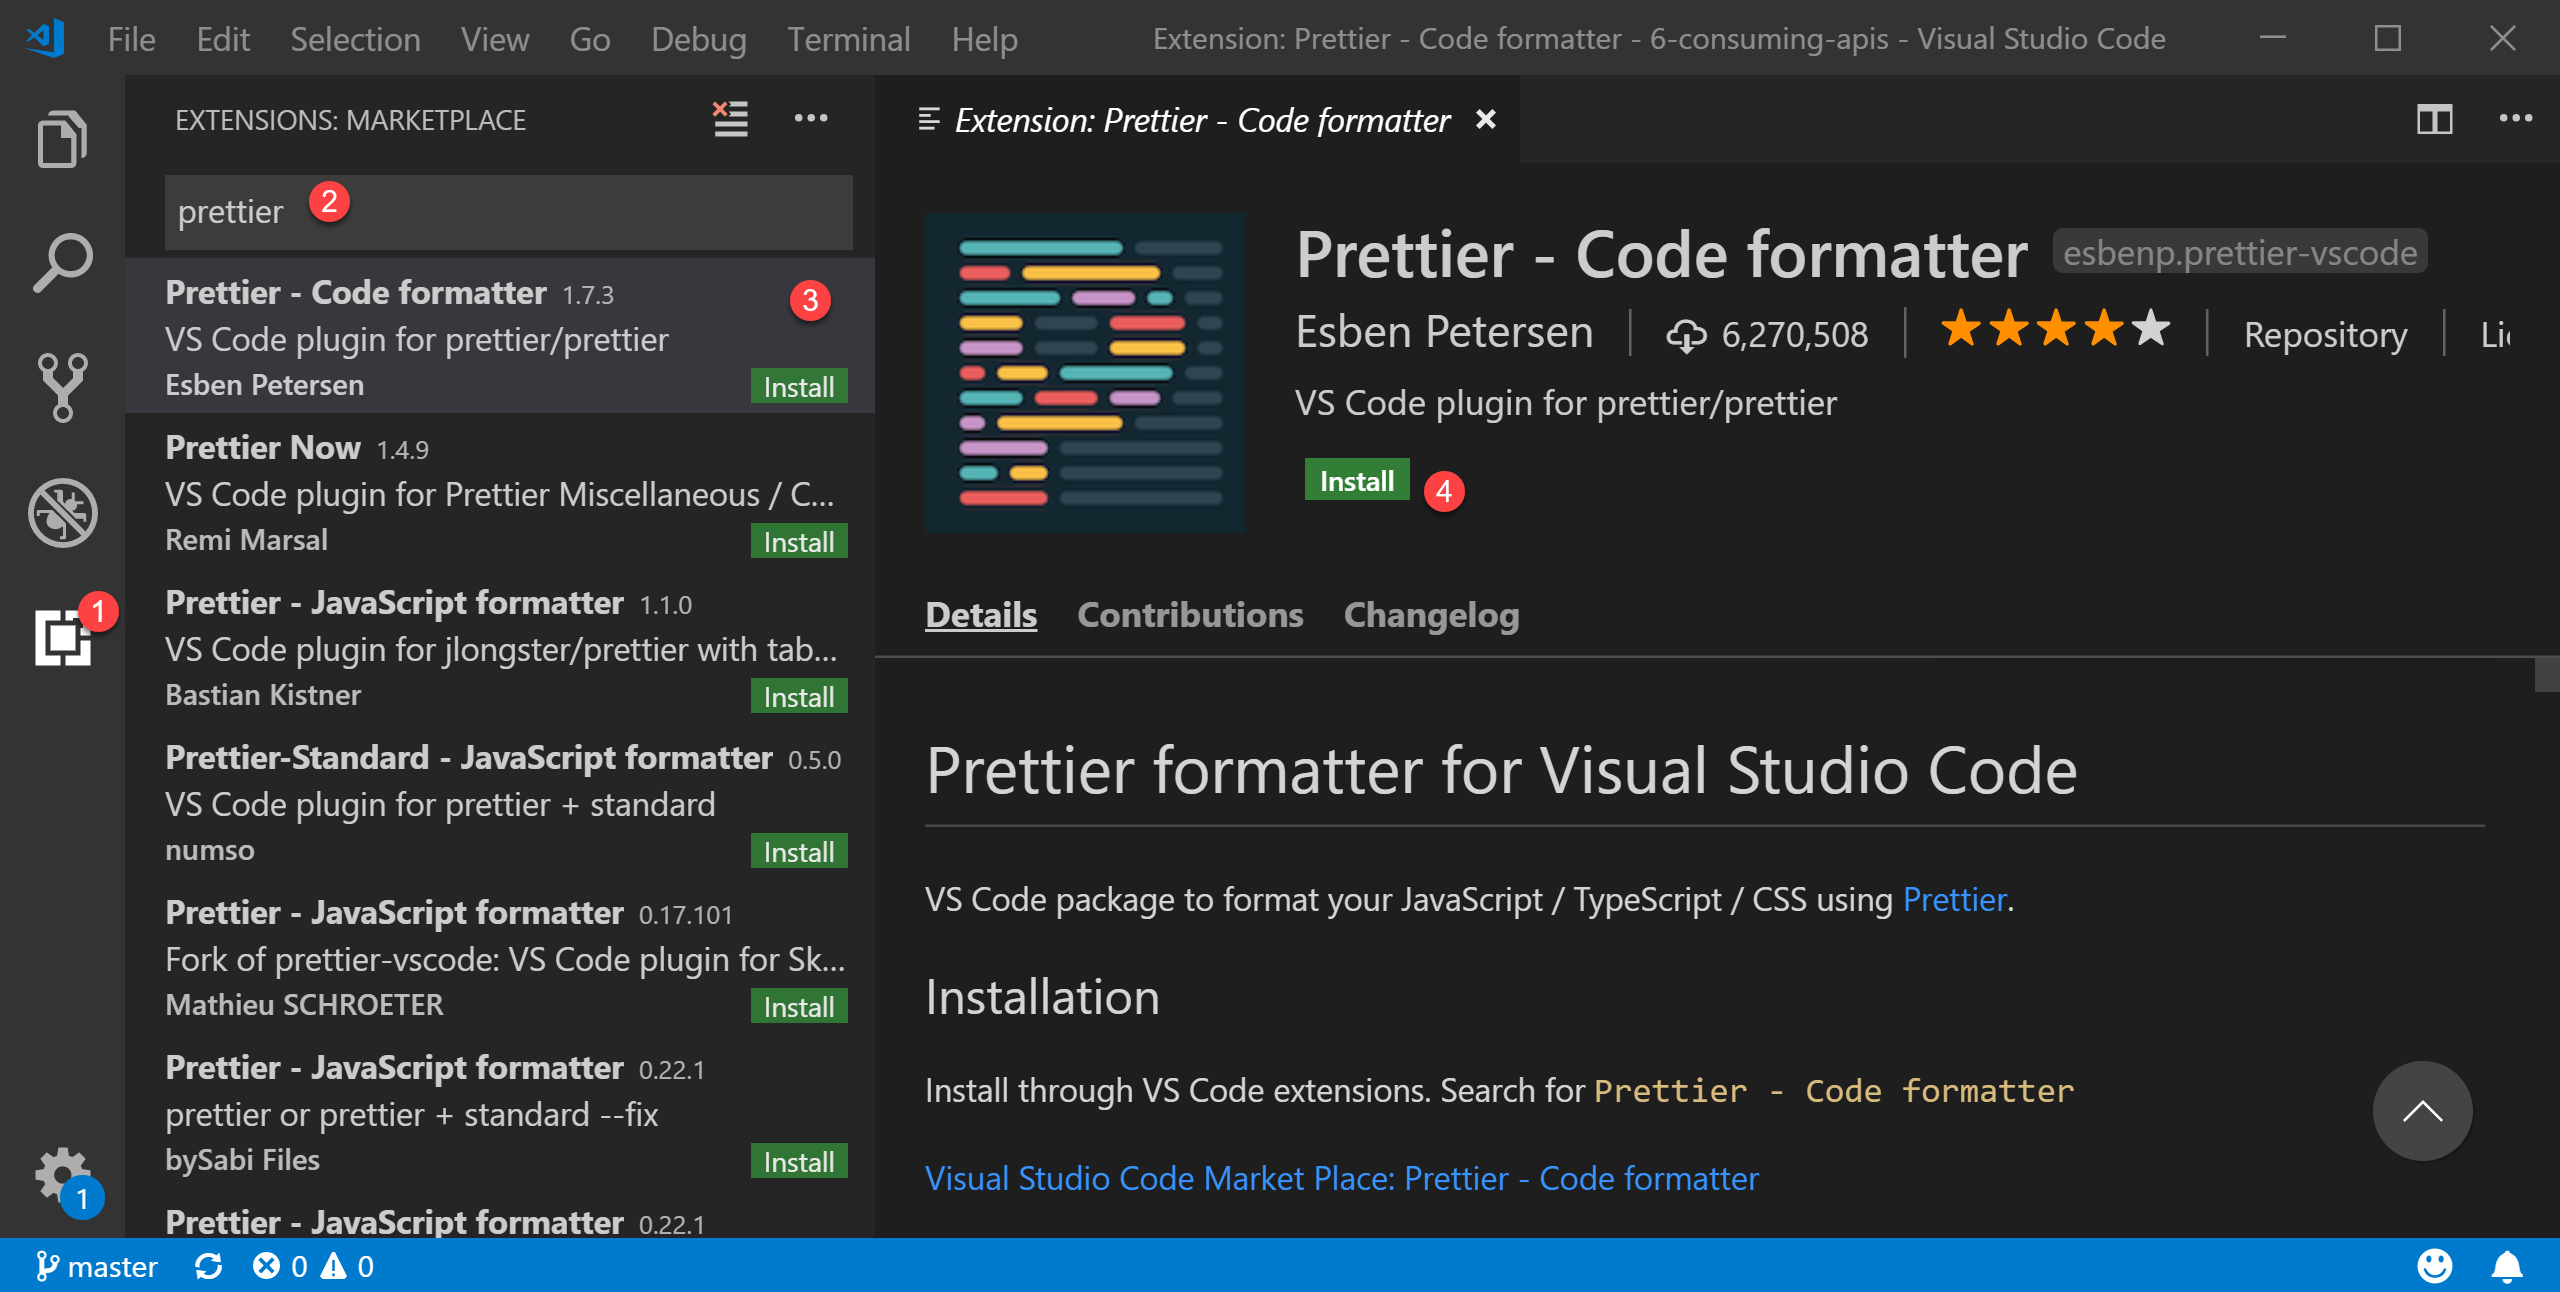 File Edit Selection View Go Debug Terminal Help Extension: Prettier - Code formatter - 6-consuming-apis - Visual Studio Code
EXTENSIONS: MARKETPLACE
prettier 2
Prettier - Code formatter 1.7.3 3
VS Code plugin for prettier/prettier
Esben Petersen Install
Prettier Now 1.4.9
VS Code plugin for Prettier Miscellaneous / C...
Remi Marsal Install
1
Prettier - JavaScript formatter 1.1.0
VS Code plugin for jlongster/prettier with tab...
Bastian Kistner Install
Prettier-Standard - JavaScript formatter 0.5.0
VS Code plugin for prettier + standard
numso Install
Prettier - JavaScript formatter 0.17.101
Fork of prettier-vscode: VS Code plugin for Sk...
Mathieu SCHROETER Install
Prettier - JavaScript formatter 0.22.1
prettier or prettier + standard --fix
bySabi Files Install
1
Prettier - JavaScript formatter 0.22.1
Extension: Prettier - Code formatter
Prettier - Code formatter esbenp.prettier-vscode
Esben Petersen 6,270,508 Repository
VS Code plugin for prettier/prettier
Install 4
Details Contributions Changelog
Prettier formatter for Visual Studio Code
VS Code package to format your JavaScript / TypeScript / CSS using Prettier.
Installation
Install through VS Code extensions. Search for Prettier - Code formatter
Visual Studio Code Market Place: Prettier - Code formatter
master 0 0